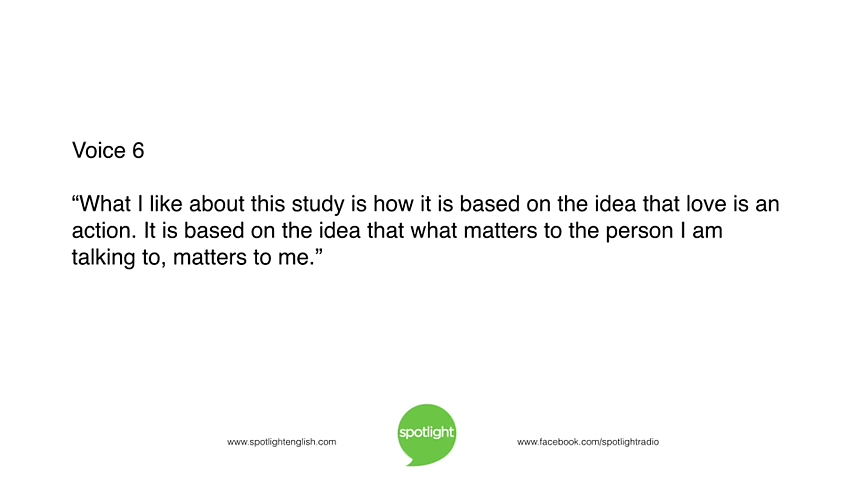 Voice 6
“What I like about this study is how it is based on the idea that love is an
action. It is based on the idea that what matters to the person I am
talking to, matters to me.”
www.spotlightenglish.com
spotlight
www.facebook.com/spotlightradio